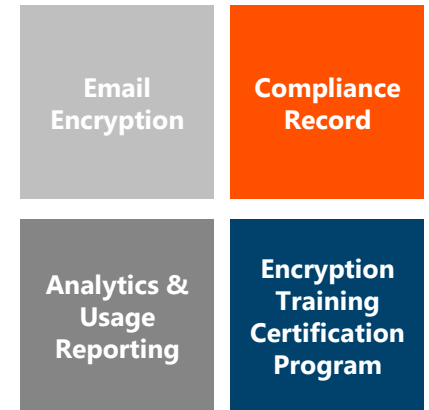 Email
Encryption
Compliance
Record
Analytics &
Usage
Reporting
Encryption
Training
Certification
Program